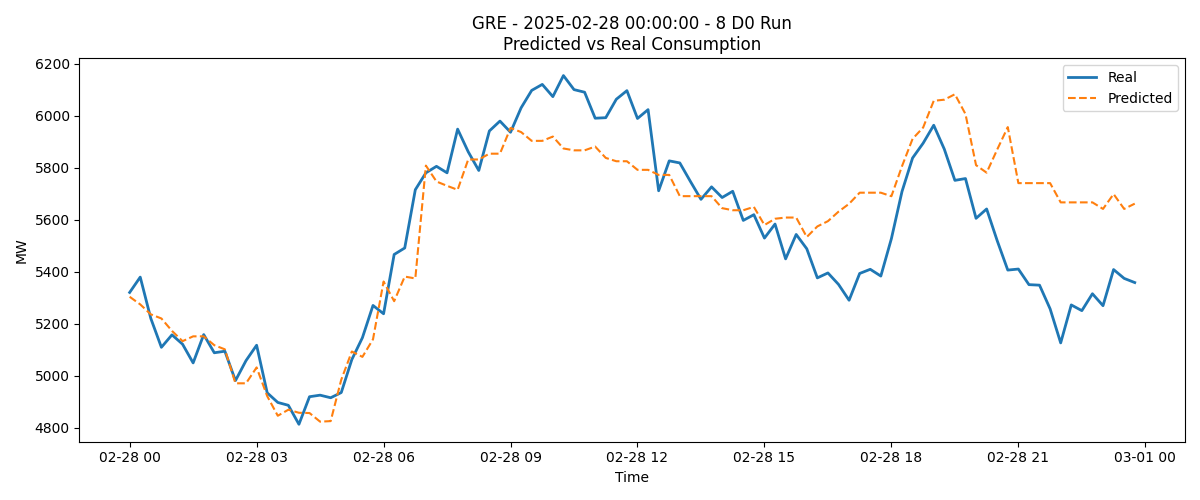 GRE - 2025-02-28 00:00:00 - 8 D0 Run
Predicted vs Real Consumption
Real
Predicted
MW
6200
6000
5800
5600
5400
5200
5000
4800
02-28 00
02-28 03
02-28 06
02-28 09
02-28 12
02-28 15
02-28 18
02-28 21
03-01 00
Time